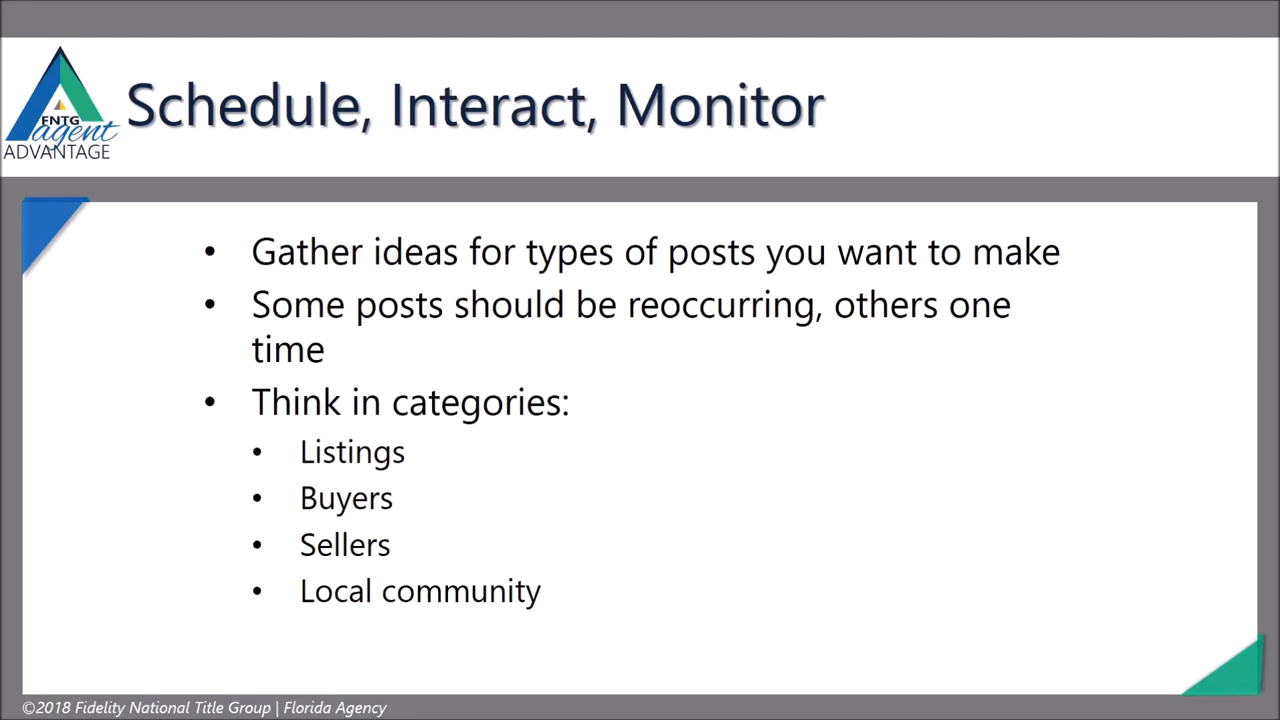 Schedule, Interact, Monitor
FNTG
agent
ADVANTAGE
• Gather ideas for types of posts you want to make
• Some posts should be reoccurring, others one
time
• Think in categories:
• Listings
• Buyers
• Sellers
• Local community
©2018 Fidelity National Title Group | Florida Agency